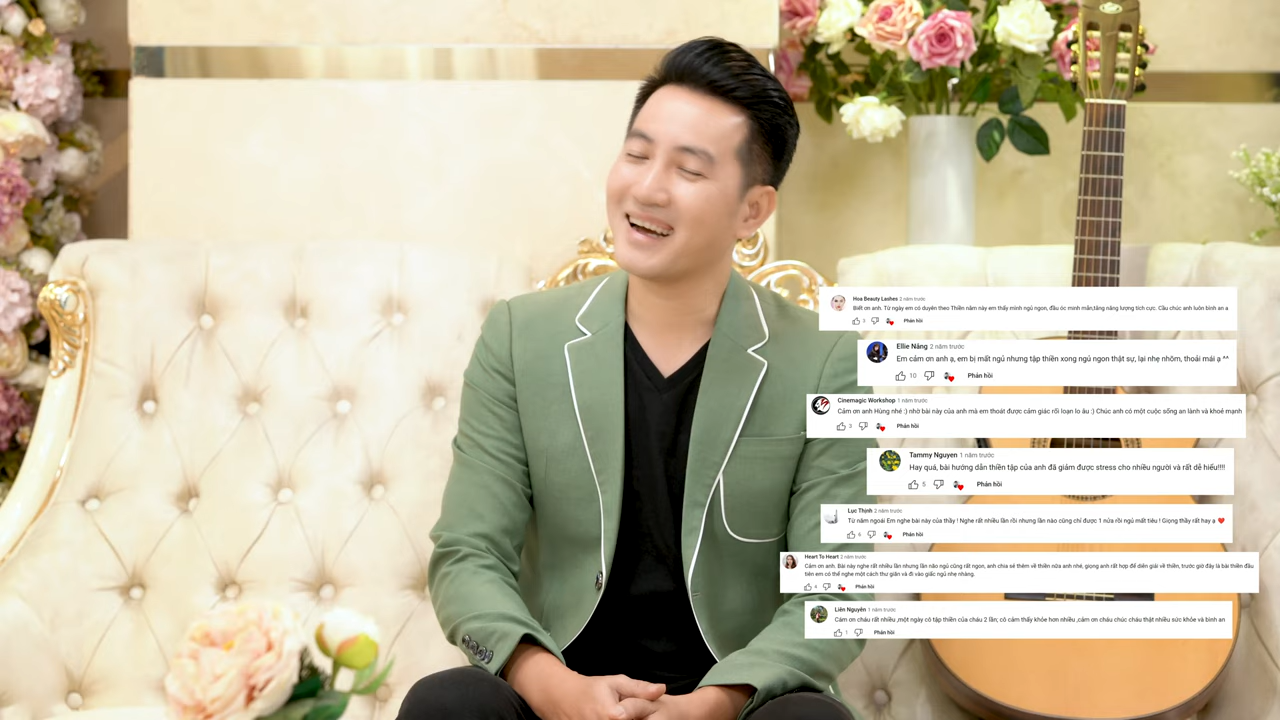 Hoa Beauty Lashes 2 năm trước
Biết ơn anh. Từ ngày em có duyên theo Thiền năm này em thấy mình ngủ ngon, đầu óc minh mẫn,tăng năng lượng tích cực. Cầu chúc anh luôn bình an ạ
3 Phản hồi
Ellie Nắng 2 năm trước
Em cảm ơn anh ạ, em bị mất ngủ nhưng tập thiền xong ngủ ngon thật sự, lại nhẹ nhõm, thoải mái ạ ^^
10 Phản hồi
Cinemagic Workshop 1 năm trước
Cảm ơn anh Hùng nhé :) nhờ bài này của anh mà em thoát được cảm giác rối loạn lo âu :) Chúc anh có một cuộc sống an lành và khoẻ mạnh
3 Phản hồi
Tammy Nguyen 1 năm trước
Hay quá, bài hướng dẫn thiền tập của anh đã giảm được stress cho nhiều người và rất dễ hiểu!!!!
5 Phản hồi
Lục Thịnh 2 năm trước
Từ năm ngoái Em nghe bài này của thầy ! Nghe rất nhiều lần rồi nhưng lần nào cũng chỉ được 1 nửa rồi ngủ mất tiêu ! Giọng thầy rất hay ạ ❤️
6 Phản hồi
Heart To Heart 2 năm trước
Cảm ơn anh. Bài này nghe rất nhiều lần nhưng lần nào ngủ cũng rất ngon, anh chia sẻ thêm về thiền nữa anh nhé, giọng anh rất hợp để diễn giải về thiền, trước giờ đây là bài thiền đầu
tiên em có thể nghe một cách thư giãn và đi vào giấc ngủ nhẹ nhàng.
4 Phản hồi
Liên Nguyễn 1 năm trước
Cám ơn cháu rất nhiều ,một ngày cô tập thiền của cháu 2 lần; cô cảm thấy khỏe hơn nhiều ,cảm ơn cháu chúc cháu thật nhiều sức khỏe và bình an
1 Phản hồi